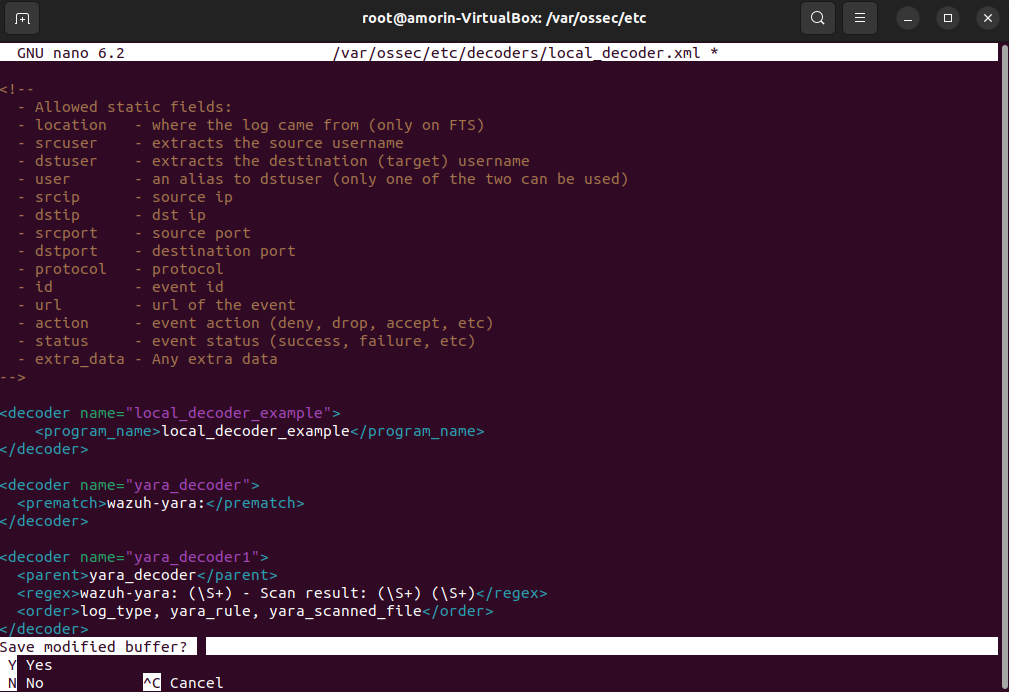 root@amorin-VirtualBox: /var/ossec/etc
GNU nano 6.2 /var/ossec/etc/decoders/local_decoder.xml *
<!--
- Allowed static fields:
- location - where the log came from (only on FTS)
- srcuser - extracts the source username
- dstuser - extracts the destination (target) username
- user - an alias to dstuser (only one of the two can be used)
- srcip - source ip
- dstip - dst ip
- srcport - source port
- dstport - destination port
- protocol - protocol
- id - event id
- url - url of the event
- action - event action (deny, drop, accept, etc)
- status - event status (success, failure, etc)
- extra_data - Any extra data
-->
<decoder name="local_decoder_example">
<program_name>local_decoder_example</program_name>
</decoder>
<decoder name="yara_decoder">
<prematch>wazuh-yara:</prematch>
</decoder>
<decoder name="yara_decoder1">
<parent>yara_decoder</parent>
<regex>wazuh-yara: (\S+) - Scan result: (\S+) (\S+)</regex>
<order>log_type, yara_rule, yara_scanned_file</order>
</decoder>
Save modified buffer?
Y Yes
N No ^C Cancel